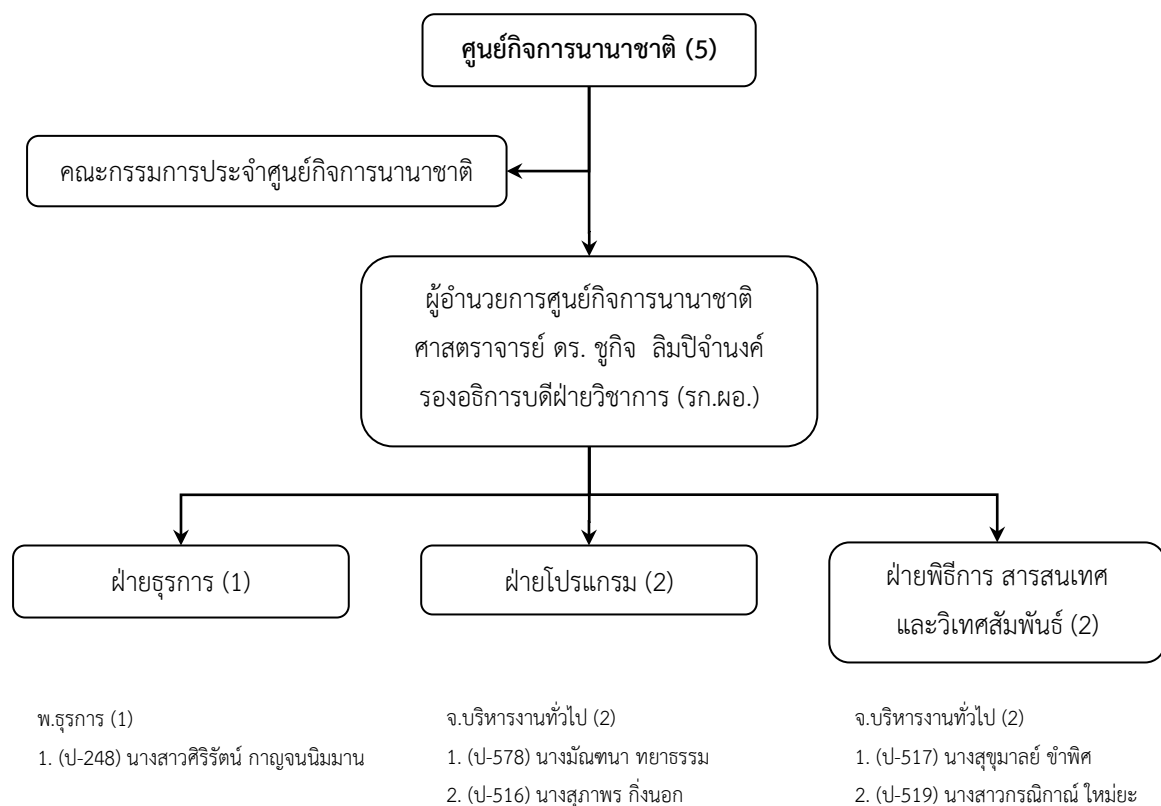 ศูนย์กิจการนานาชาติ (5)
คณะกรรมการประจำศูนย์กิจการนานาชาติ
ผู้อำนวยการศูนย์กิจการนานาชาติ
ศาสตราจารย์ ดร. ชูกิจ ลิมปิจำนงค์
รองอธิการบดีฝ่ายวิชาการ (รก.ผอ.)
ฝ่ายธุรการ (1)
ฝ่ายโปรแกรม (2)
ฝ่ายพิธีการ สารสนเทศ
และวิเทศสัมพันธ์ (2)
พ.ธุรการ (1)
1. (ป-248) นางสาวศิริรัตน์ กาญจนนิมมาน
จ.บริหารงานทั่วไป (2)
1. (ป-578) นางมัณฑนา ทยาธรรม
2. (ป-516) นางสุภาพร กิ่งนอก
จ.บริหารงานทั่วไป (2)
1. (ป-517) นางสุขุมาลย์ ขำพิศ
2. (ป-519) นางสาวกรณิกาณ์ ใหม่ยะ